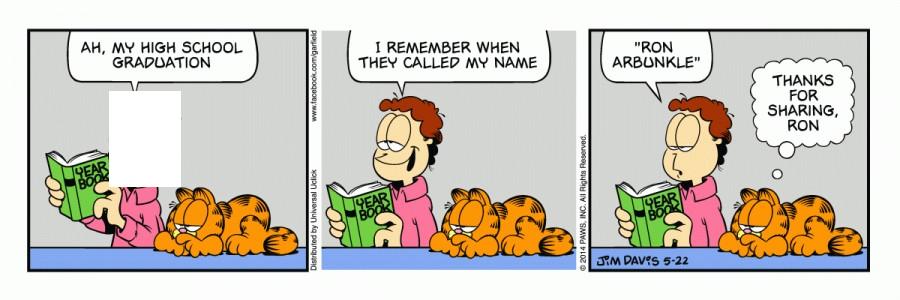 AH, MY HIGH SCHOOL
GRADUATION
YEAR
BOOK
Distributed by Universal Uclick
www.facebook.com/garfield
I REMEMBER WHEN
THEY CALLED MY NAME
YEAR
BOOK
© 2014 PAWS, INC. All Rights Reserved.
"RON
ARBUNKLE"
THANKS
FOR
SHARING,
RON
YEAR
BOOK
JIM DAVIS 5-22